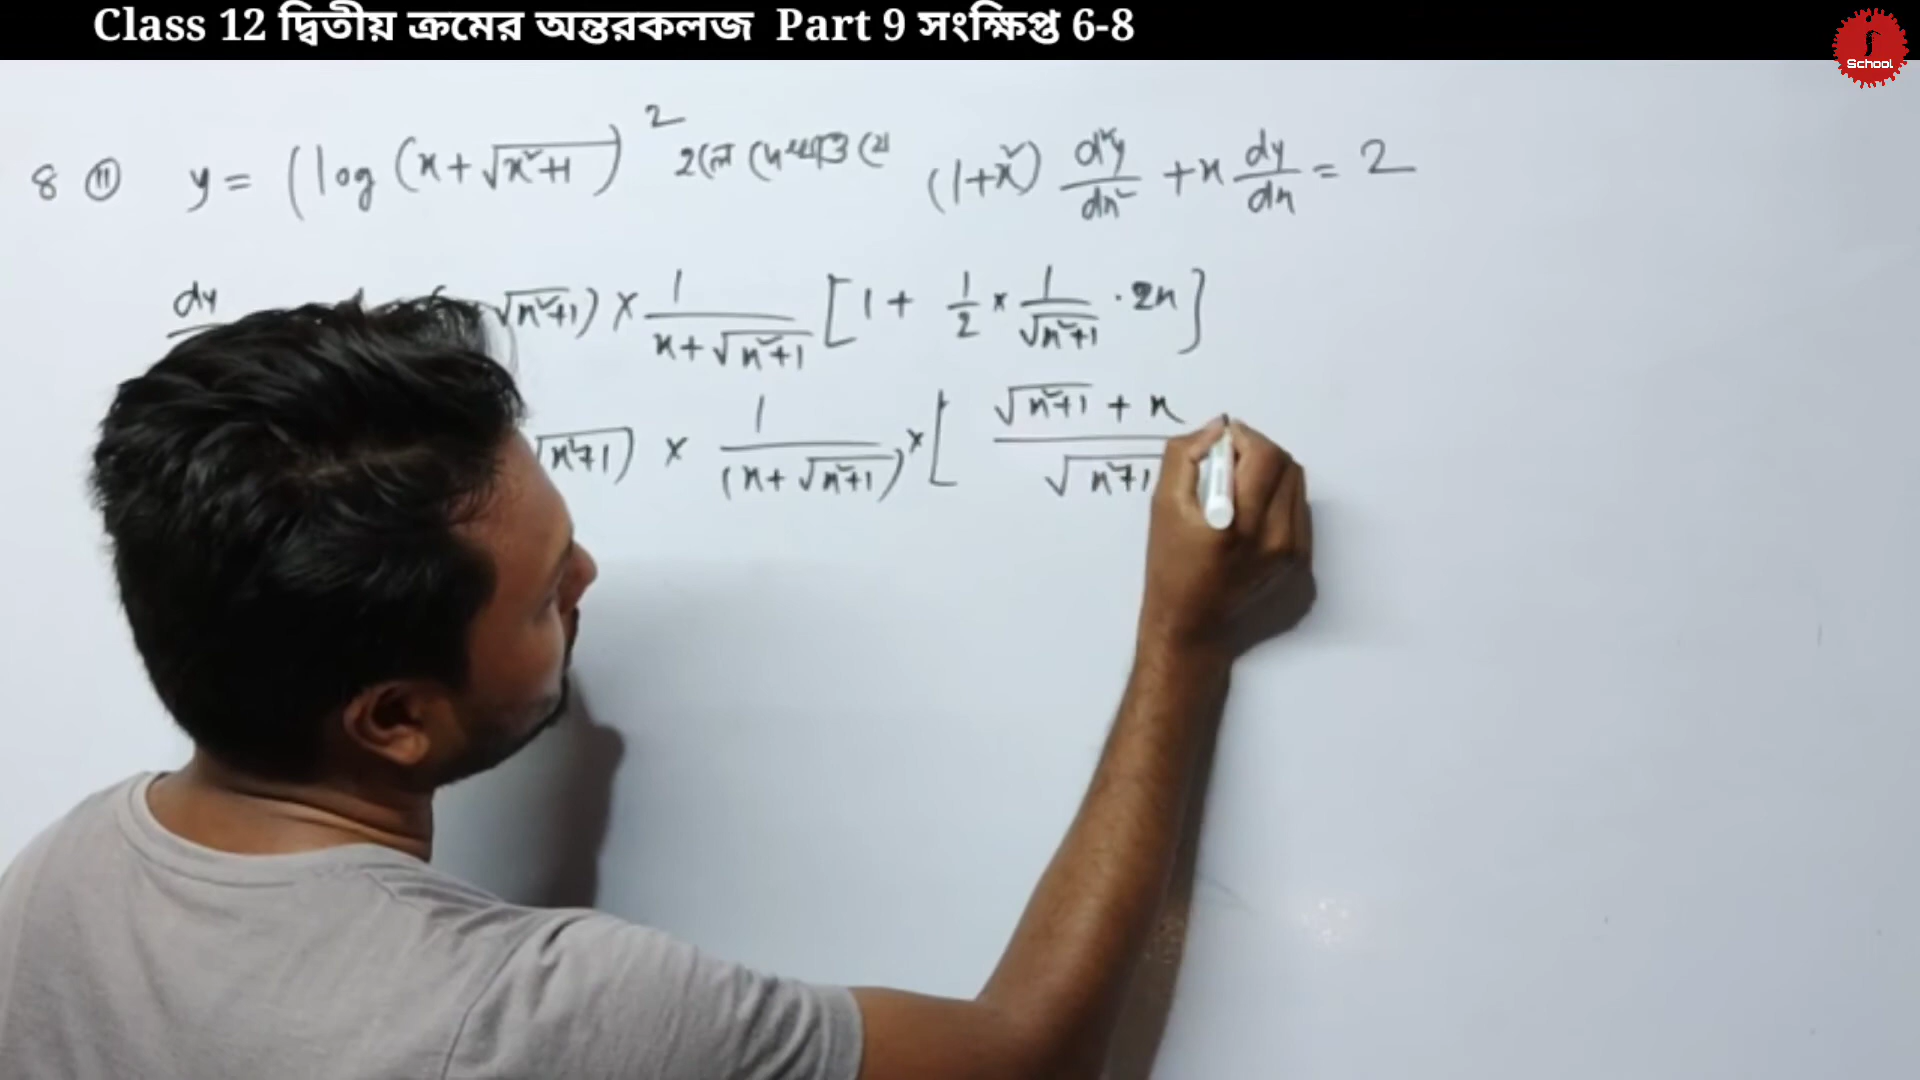 Class 12 দ্বিতীয় ক্রমের অন্তরকলজ Part 9 সংক্ষিপ্ত 6-8
School
8 ⑪ y = (log (x + √x²+1))² হলে দেখাও যে (1+x²) d²y/dx² + x dy/dx = 2
dy √x²+1) × 1/(x + √x²+1) [1 + 1/2 × 1/√x²+1 · 2x]
√x²+1) × 1/(x + √x²+1) × [ (√x²+1 + x)/√x²+1